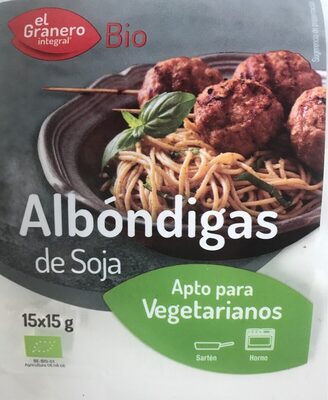 el
Granero
integral
Bio
Albóndigas
de Soja
Apto para
Vegetarianos
15x15 g
Sartén
Horno